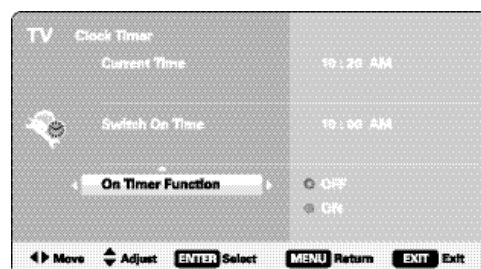 TV Clock Timer
Current Time 10 : 20 AM
Switch On Time 10 : 00 AM
On Timer Function OFF
ON
Move Adjust ENTER Select MENU Return EXIT Exit